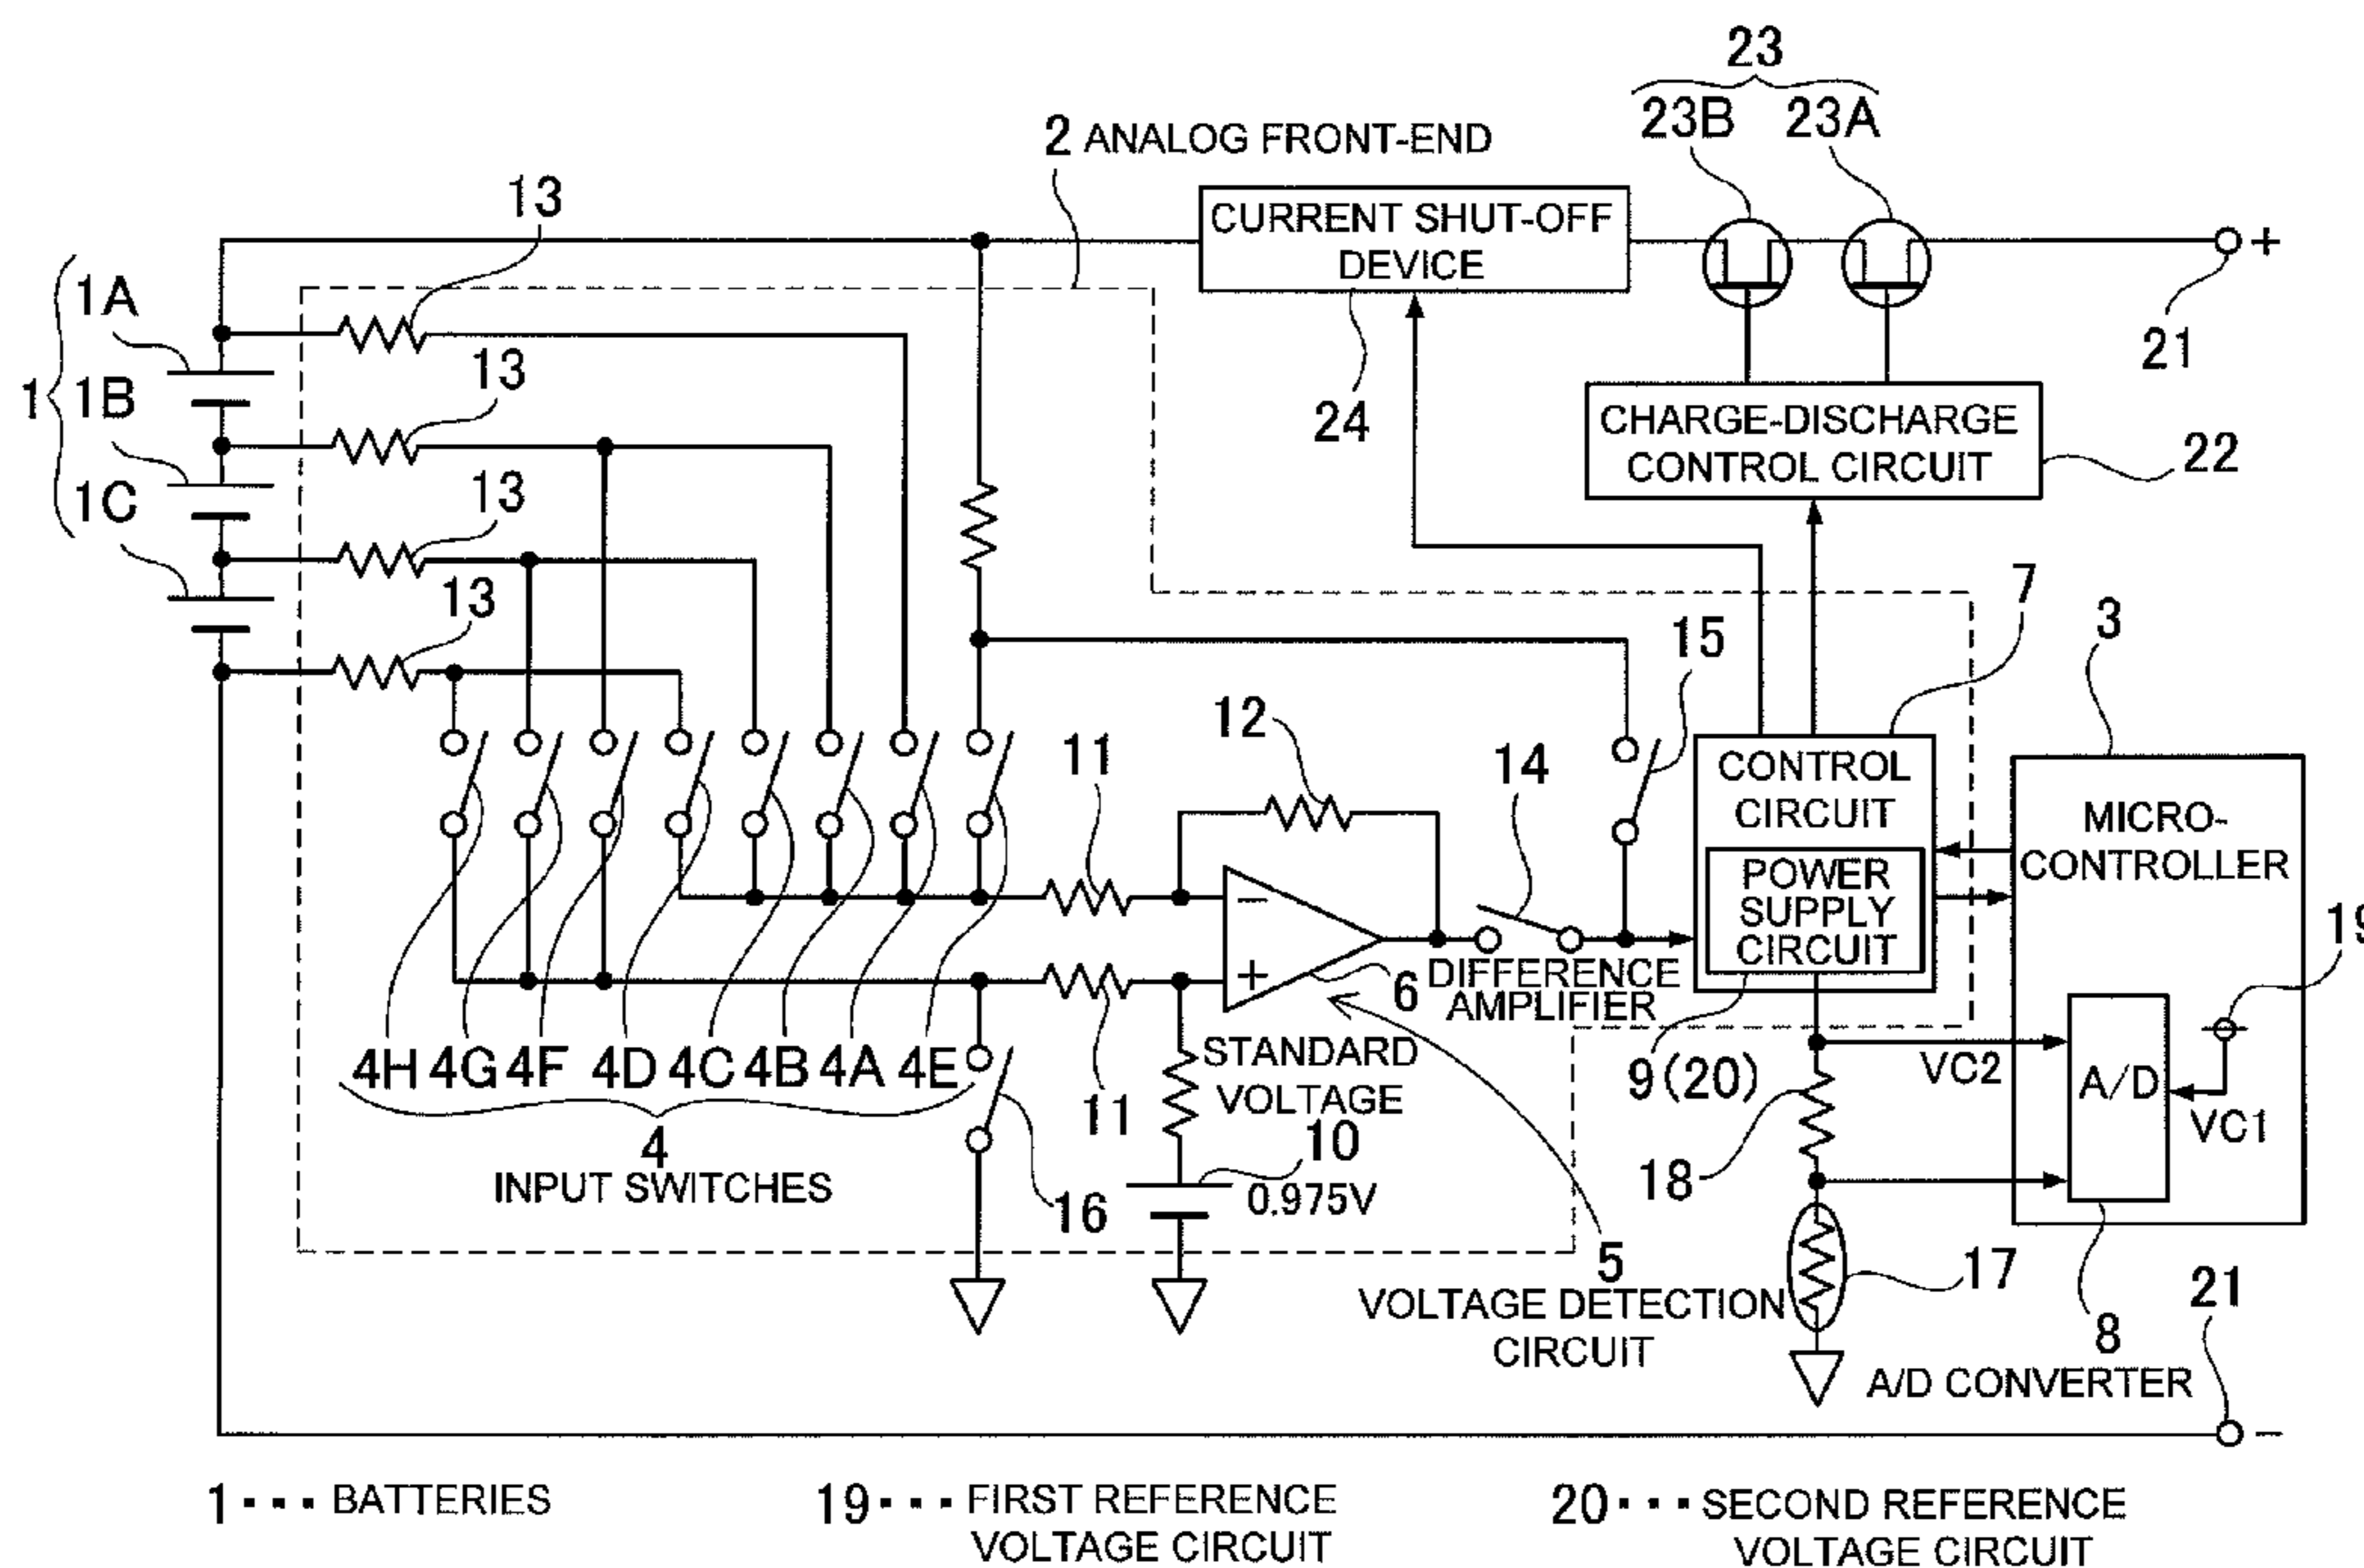 23
23B 23A
2 ANALOG FRONT-END
13
CURRENT SHUT-OFF
DEVICE
+
1A
21
13
1 1B
CHARGE-DISCHARGE
CONTROL CIRCUIT
24
22
13
1C
7
13
3
15
12
11
14
CONTROL
CIRCUIT
MICRO-
CONTROLLER
POWER
SUPPLY
CIRCUIT
−
+
19
6
DIFFERENCE
AMPLIFIER
4H 4G 4F 4D 4C 4B 4A 4E
STANDARD
VOLTAGE
9(20)
VC2
A/D
VC1
11
10
4
INPUT SWITCHES
16
0.975V
18
5
VOLTAGE DETECTION
CIRCUIT
17
21
8
A/D CONVERTER
−
1 ··· BATTERIES
19 ··· FIRST REFERENCE
VOLTAGE CIRCUIT
20 ··· SECOND REFERENCE
VOLTAGE CIRCUIT